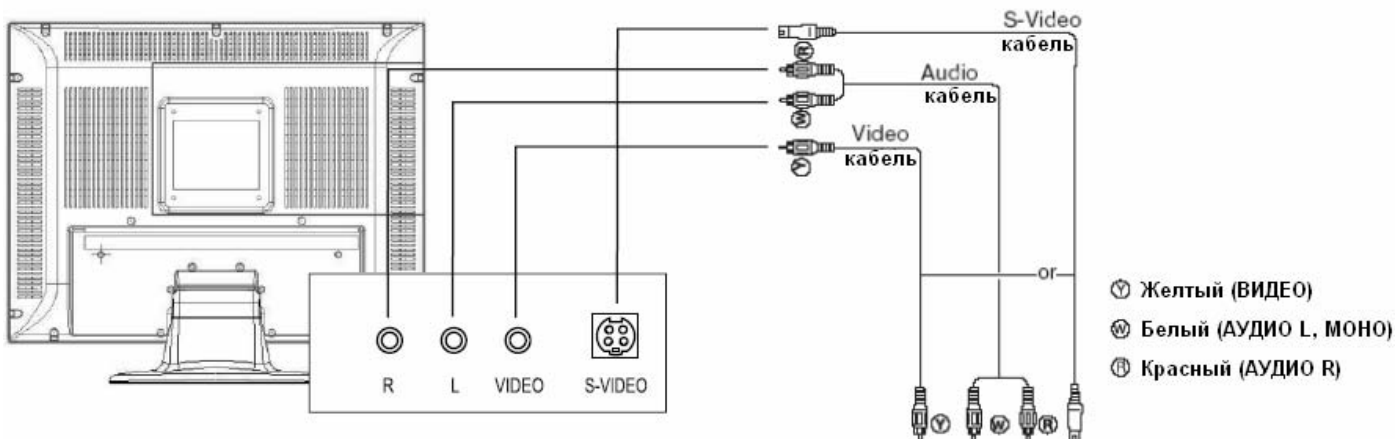 S-Video
кабель
R
Audio
кабель
W
Video
кабель
Y
or
R L VIDEO S-VIDEO
Y Желтый (ВИДЕО)
W Белый (АУДИО L, МОНО)
R Красный (АУДИО R)
Y W R